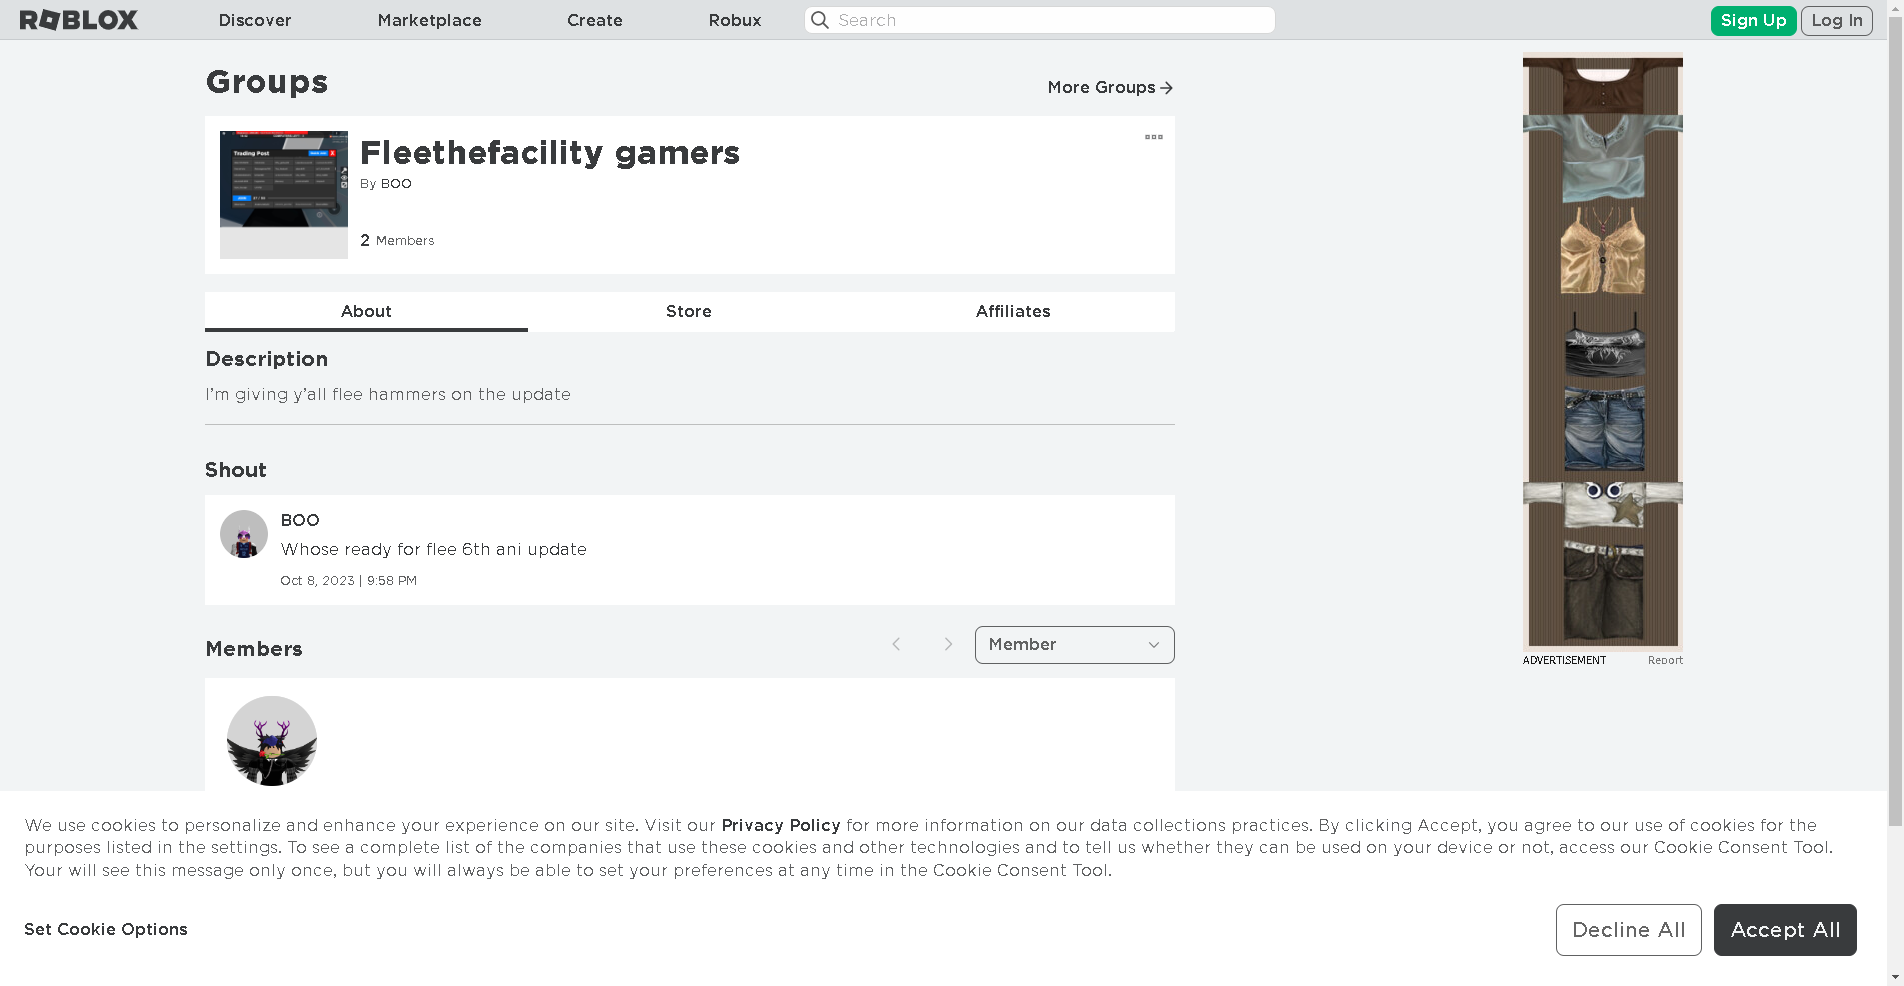 ROBLOX
Discover
Marketplace
Create
Robux
Search
Sign Up
Log In
Groups
More Groups
Trading Post
Fleethefacility gamers
By BOO
2 Members
About
Store
Affiliates
Description
I'm giving y'all flee hammers on the update
Shout
BOO
Whose ready for flee 6th ani update
Oct 8, 2023 | 9:58 PM
Members
Member
ADVERTISEMENT
Report
We use cookies to personalize and enhance your experience on our site. Visit our Privacy Policy for more information on our data collections practices. By clicking Accept, you agree to our use of cookies for the
purposes listed in the settings. To see a complete list of the companies that use these cookies and other technologies and to tell us whether they can be used on your device or not, access our Cookie Consent Tool.
Your will see this message only once, but you will always be able to set your preferences at any time in the Cookie Consent Tool.
Set Cookie Options
Decline All
Accept All